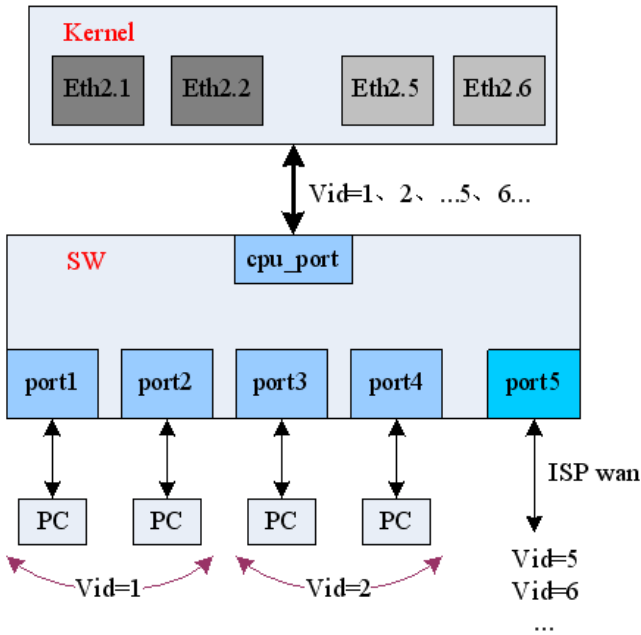 Kernel
Eth2.1 Eth2.2 Eth2.5 Eth2.6
Vid=1、2、...5、6...
SW
cpu_port
port1 port2 port3 port4 port5
ISP wan
PC PC PC PC
Vid=1 Vid=2
Vid=5
Vid=6
...